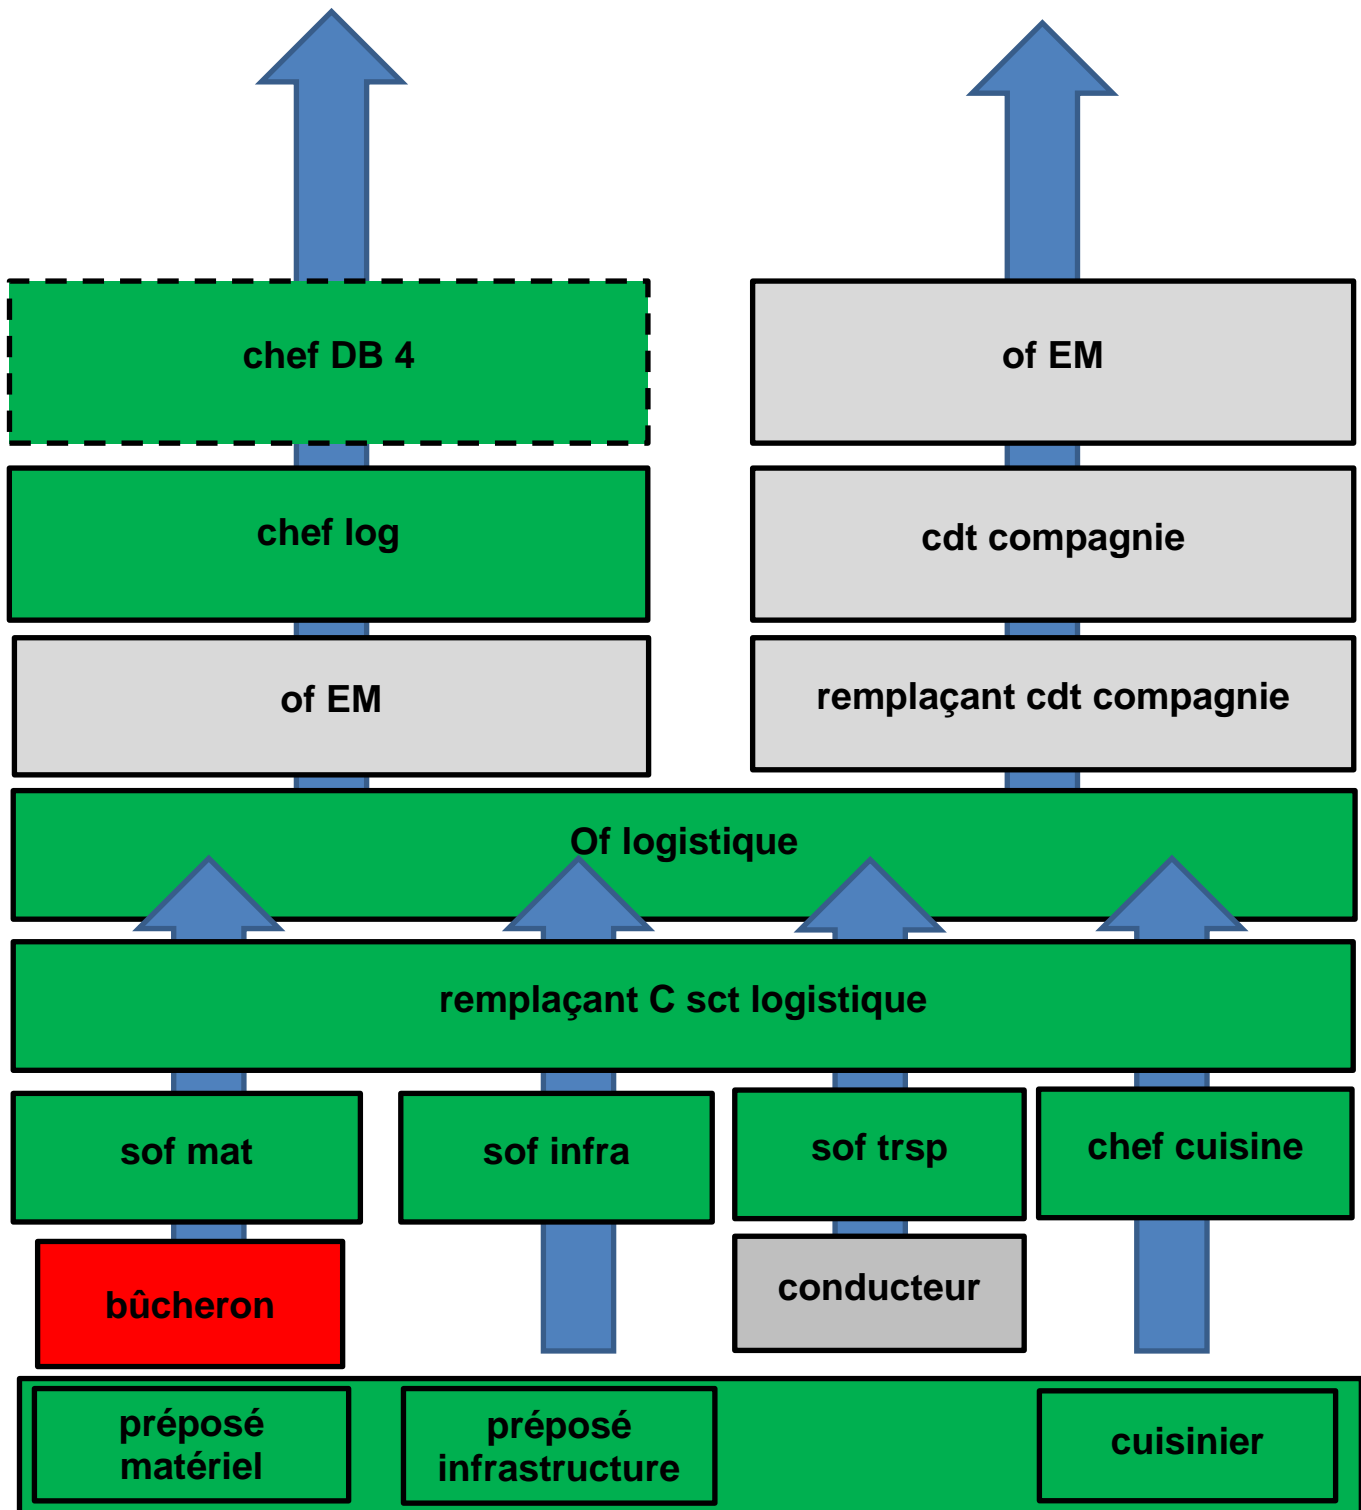 chef DB 4
of EM
chef log
cdt compagnie
of EM
remplaçant cdt compagnie
Of logistique
remplaçant C sct logistique
sof mat
sof infra
sof trsp
chef cuisine
bûcheron
conducteur
préposé
matériel
préposé
infrastructure
cuisinier